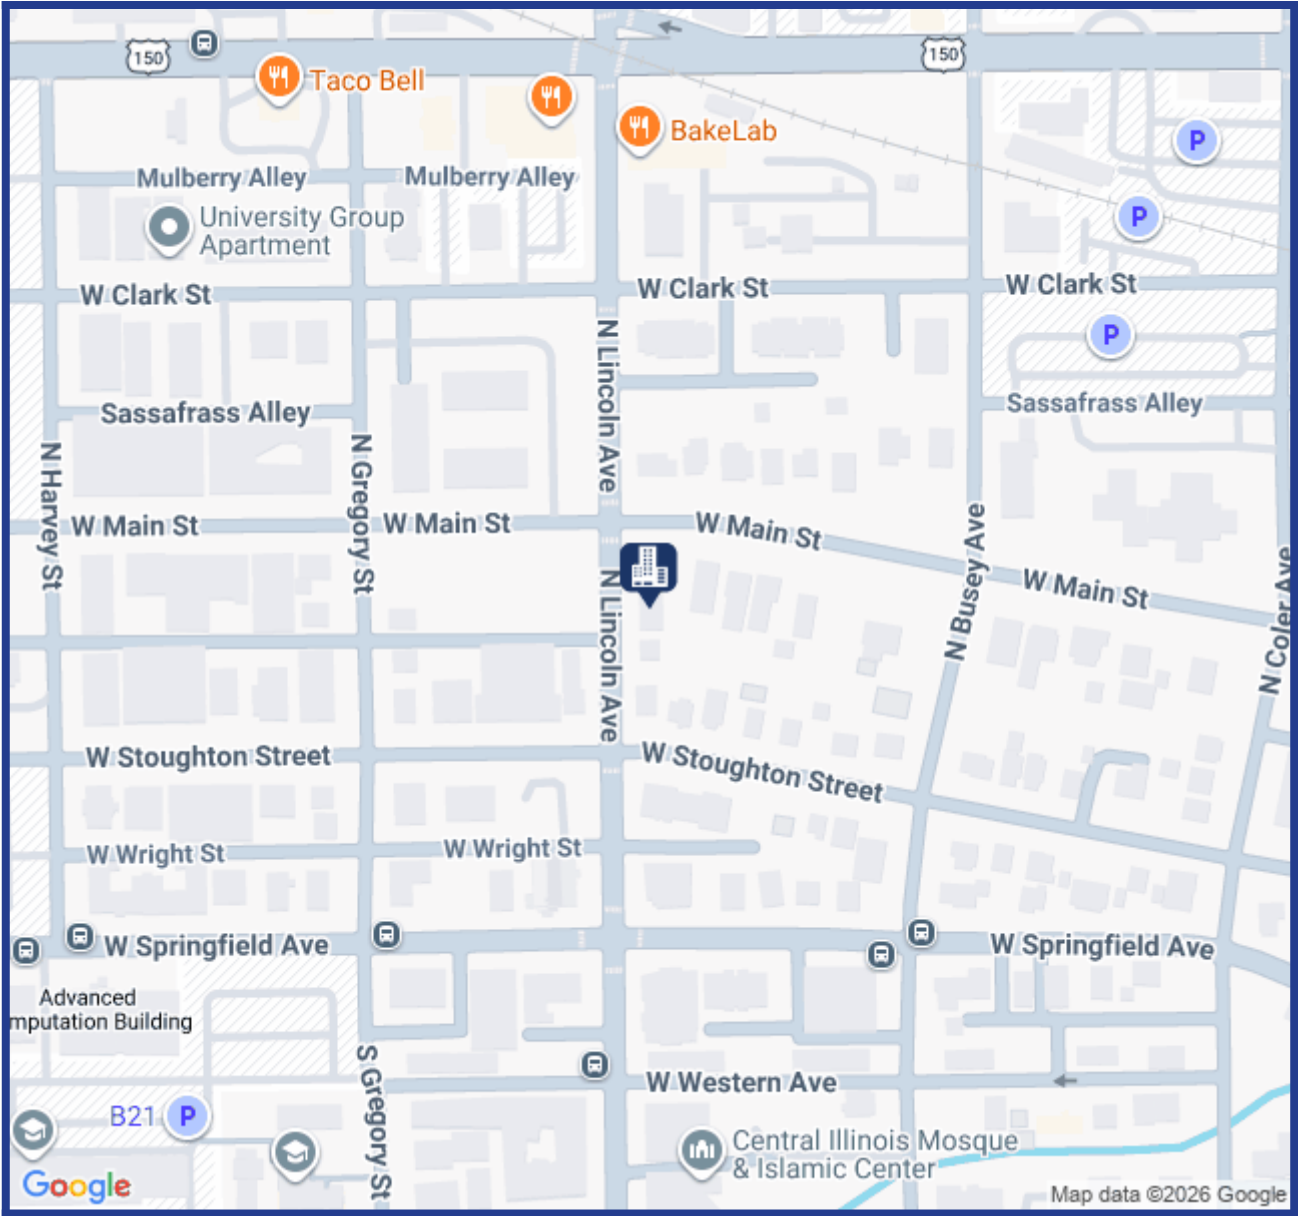 150
150
Taco Bell
BakeLab
P
Mulberry Alley
Mulberry Alley
P
University Group
Apartment
W Clark St
W Clark St
W Clark St
P
N Lincoln Ave
Sassafrass Alley
Sassafrass Alley
N Harvey St
N Gregory St
W Main St
W Main St
W Main St
N Busey Ave
W Main St
N Coler Ave
N Lincoln Ave
W Stoughton Street
W Stoughton Street
W Wright St
W Wright St
W Springfield Ave
W Springfield Ave
Advanced
mputation Building
S Gregory St
W Western Ave
B21
P
Central Illinois Mosque
& Islamic Center
Google
Map data ©2026 Google